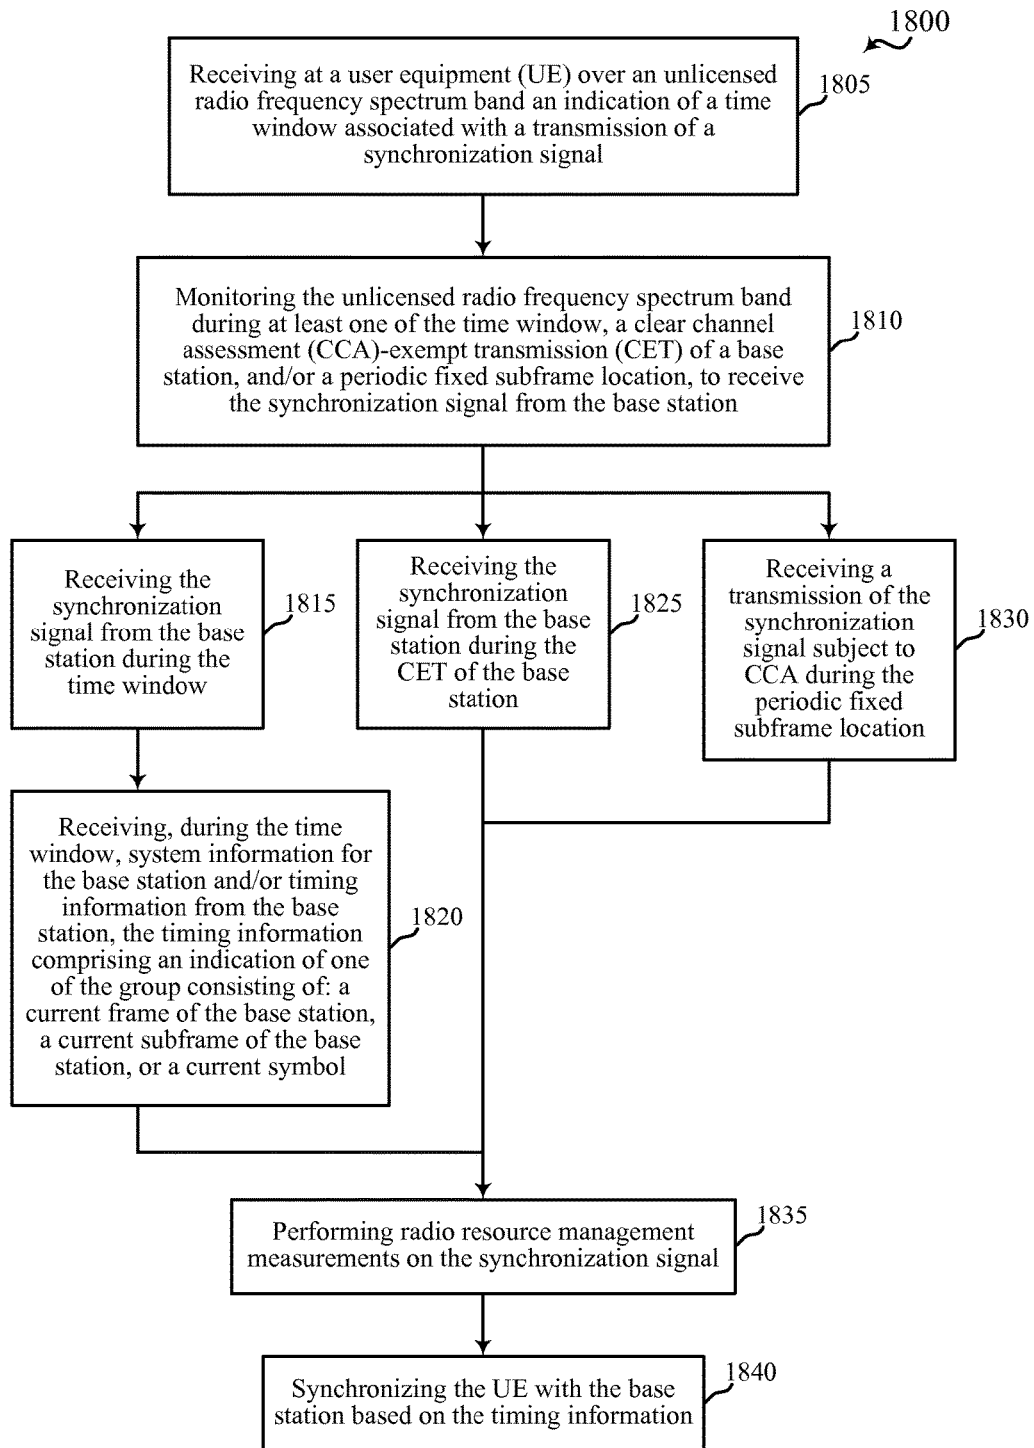 1800
Receiving at a user equipment (UE) over an unlicensed
radio frequency spectrum band an indication of a time
window associated with a transmission of a
synchronization signal
1805
Monitoring the unlicensed radio frequency spectrum band
during at least one of the time window, a clear channel
assessment (CCA)-exempt transmission (CET) of a base
station, and/or a periodic fixed subframe location, to receive
the synchronization signal from the base station
1810
Receiving the
synchronization
signal from the base
station during the
time window
1815
Receiving the
synchronization
signal from the base
station during the
CET of the base
station
1825
Receiving a
transmission of the
synchronization
signal subject to
CCA during the
periodic fixed
subframe location
1830
Receiving, during the time
window, system information for
the base station and/or timing
information from the base
station, the timing information
comprising an indication of one
of the group consisting of: a
current frame of the base station,
a current subframe of the base
station, or a current symbol
1820
Performing radio resource management
measurements on the synchronization signal
1835
Synchronizing the UE with the base
station based on the timing information
1840